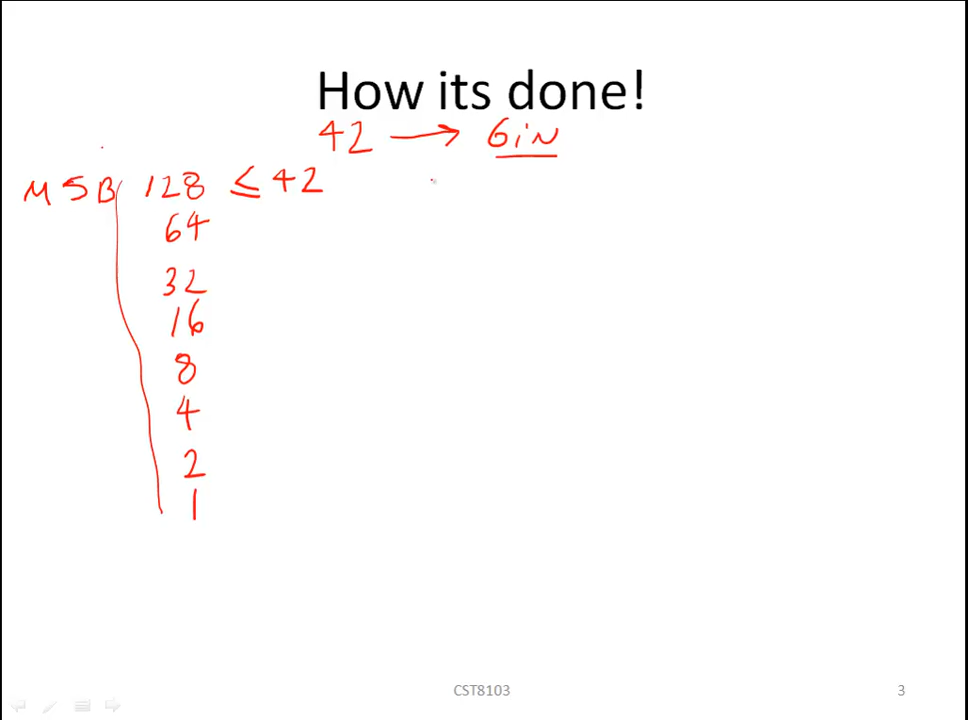 How its done!
42 → BiN
MSB 128 ≤ 42
64
32
16
8
4
2
1
CST8103 3